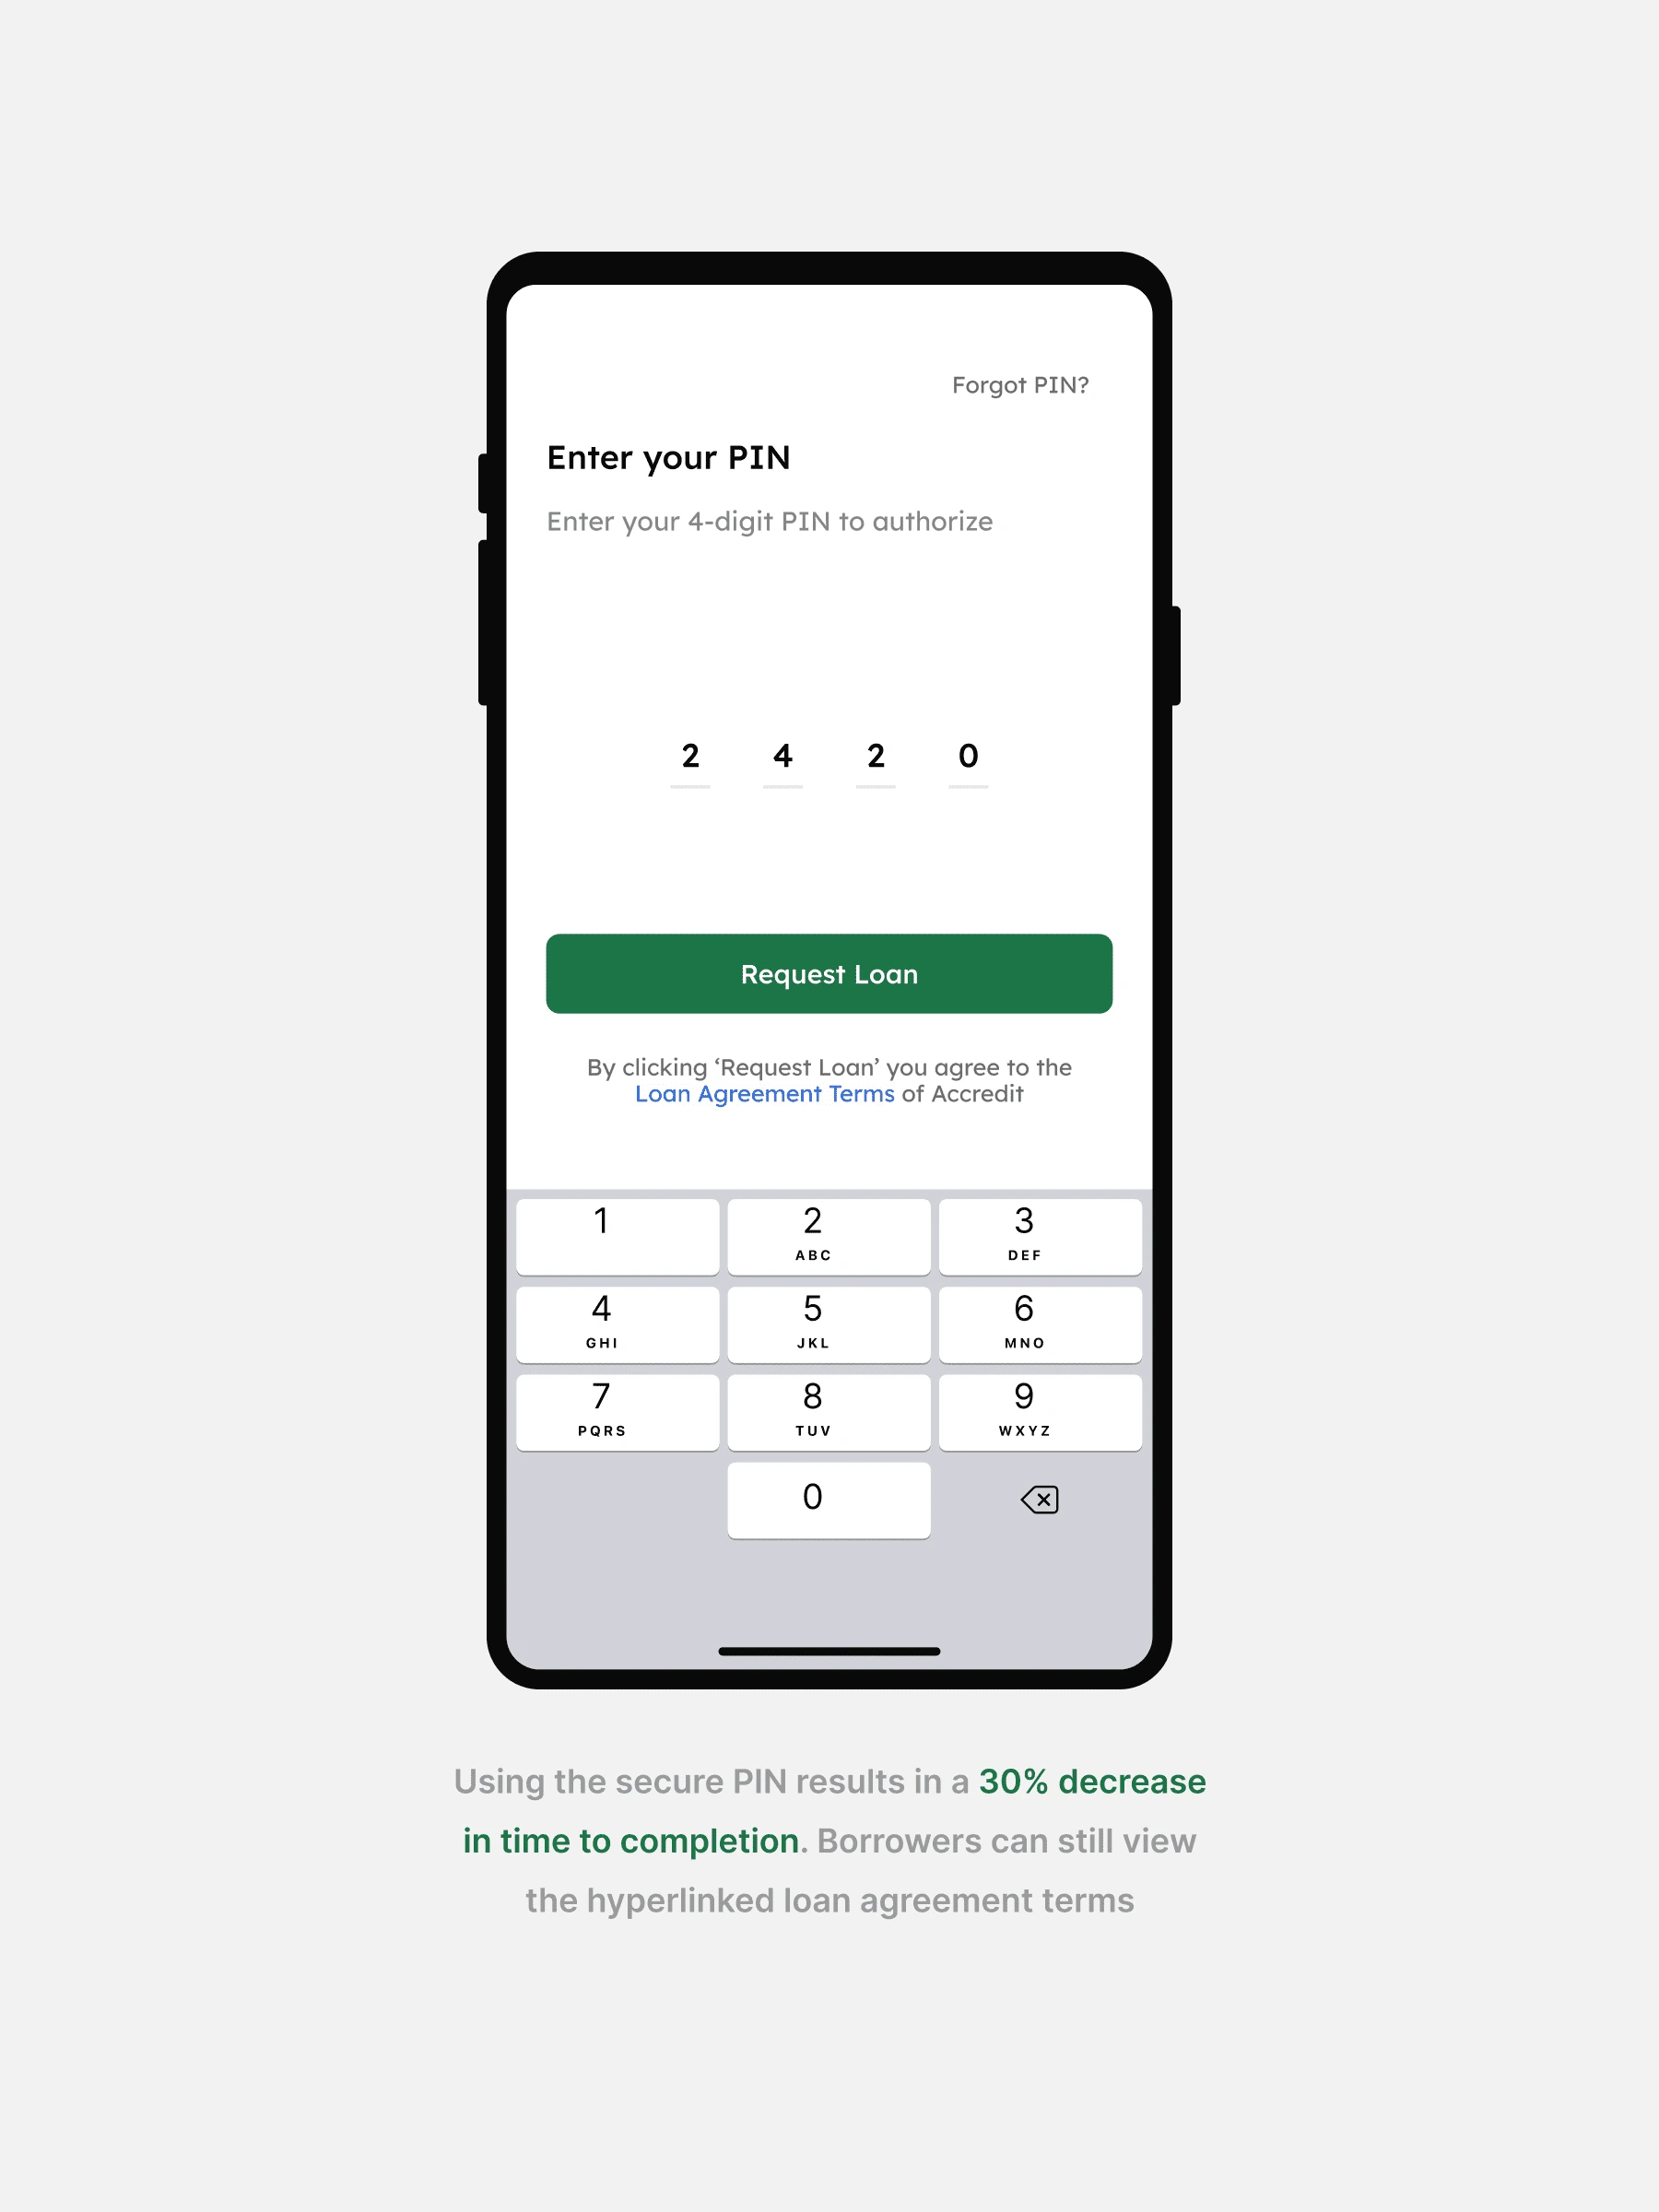 Forgot PIN?
Enter your PIN
Enter your 4-digit PIN to authorize
2 4 2 0
Request Loan
By clicking ‘Request Loan’ you agree to the
Loan Agreement Terms of Accredit
1 2 3
ABC DEF
4 5 6
GHI JKL MNO
7 8 9
PQRS TUV WXYZ
0
Using the secure PIN results in a 30% decrease
in time to completion. Borrowers can still view
the hyperlinked loan agreement terms